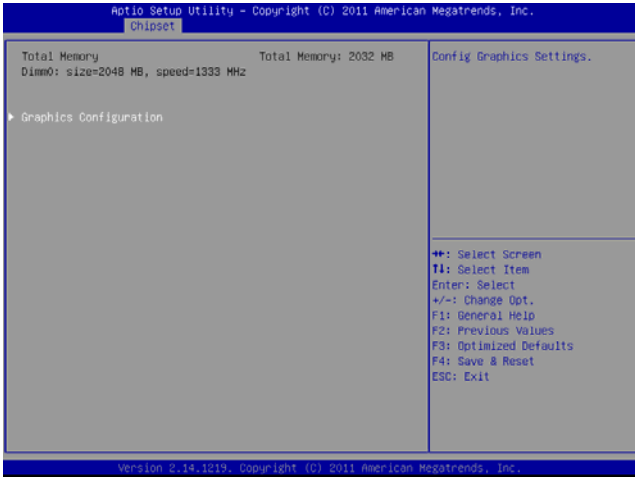 Aptio Setup Utility – Copyright (C) 2011 American Megatrends, Inc.
Chipset
Total Memory Total Memory: 2032 MB
Dimm0: size=2048 MB, speed=1333 MHz
▶ Graphics Configuration
Config Graphics Settings.
→←: Select Screen
↑↓: Select Item
Enter: Select
+/-: Change Opt.
F1: General Help
F2: Previous Values
F3: Optimized Defaults
F4: Save & Reset
ESC: Exit
Version 2.14.1219. Copyright (C) 2011 American Megatrends, Inc.